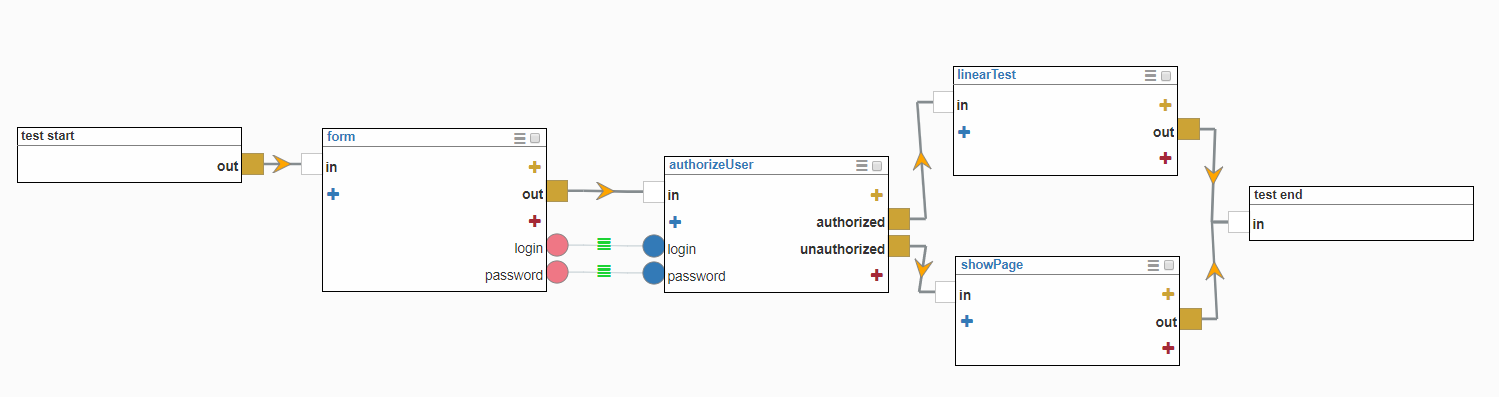 test start
out
form
in
out
login
password
authorizeUser
in
authorized
unauthorized
login
password
linearTest
in
out
showPage
in
out
test end
in